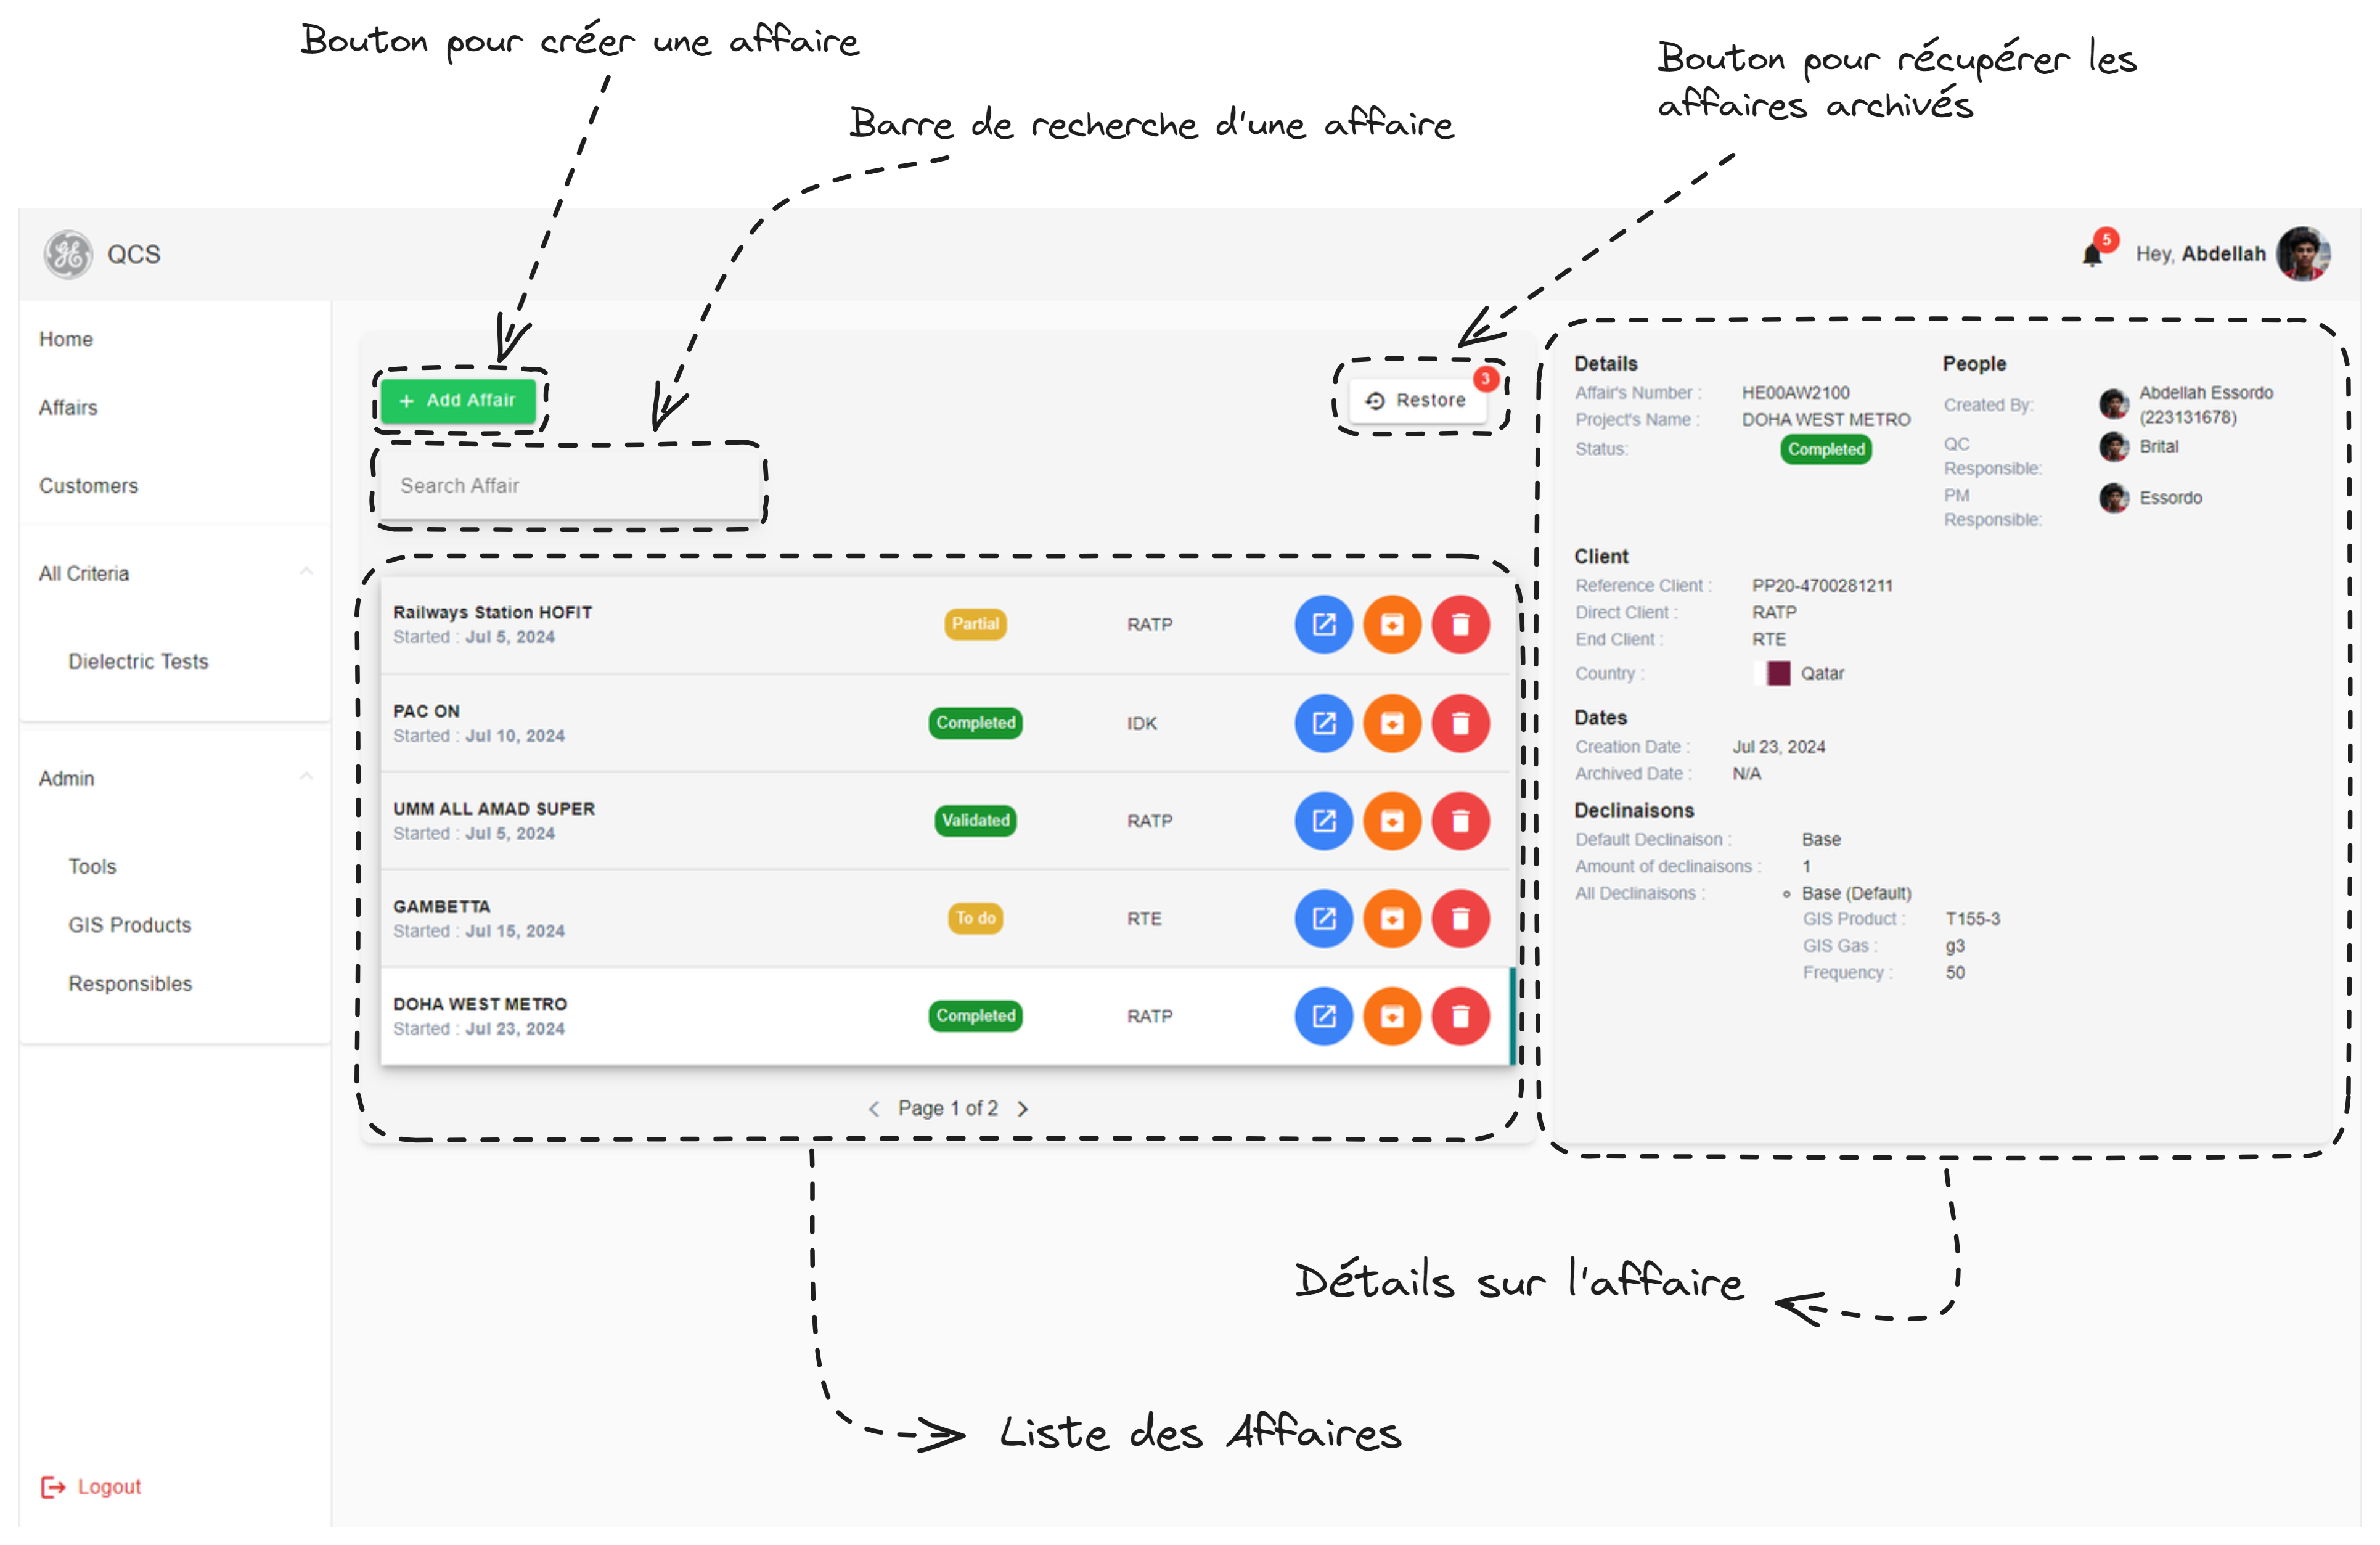 Bouton pour créer une affaire
Bouton pour récupérer les
affaires archivés
Barre de recherche d'une affaire
QCS
5
Hey, Abdellah
Home
Affairs
Customers
All Criteria
Dielectric Tests
Admin
Tools
GIS Products
Responsibles
Logout
+ Add Affair
Restore
3
Search Affair
Railways Station HOFIT
Started : Jul 5, 2024
Partial
RATP
PAC ON
Started : Jul 10, 2024
Completed
IDK
UMM ALL AMAD SUPER
Started : Jul 5, 2024
Validated
RATP
GAMBETTA
Started : Jul 15, 2024
To do
RTE
DOHA WEST METRO
Started : Jul 23, 2024
Completed
RATP
Page 1 of 2
Details
Affair's Number : HE00AW2100
Project's Name : DOHA WEST METRO
Status: Completed
People
Created By: Abdellah Essordo
(223131678)
QC
Responsible:
Brital
PM
Responsible:
Essordo
Client
Reference Client : PP20-4700281211
Direct Client : RATP
End Client : RTE
Country : Qatar
Dates
Creation Date : Jul 23, 2024
Archived Date : N/A
Declinaisons
Default Declinaison : Base
Amount of declinaisons : 1
All Declinaisons : Base (Default)
GIS Product : T155-3
GIS Gas : g3
Frequency : 50
Détails sur l'affaire
Liste des Affaires